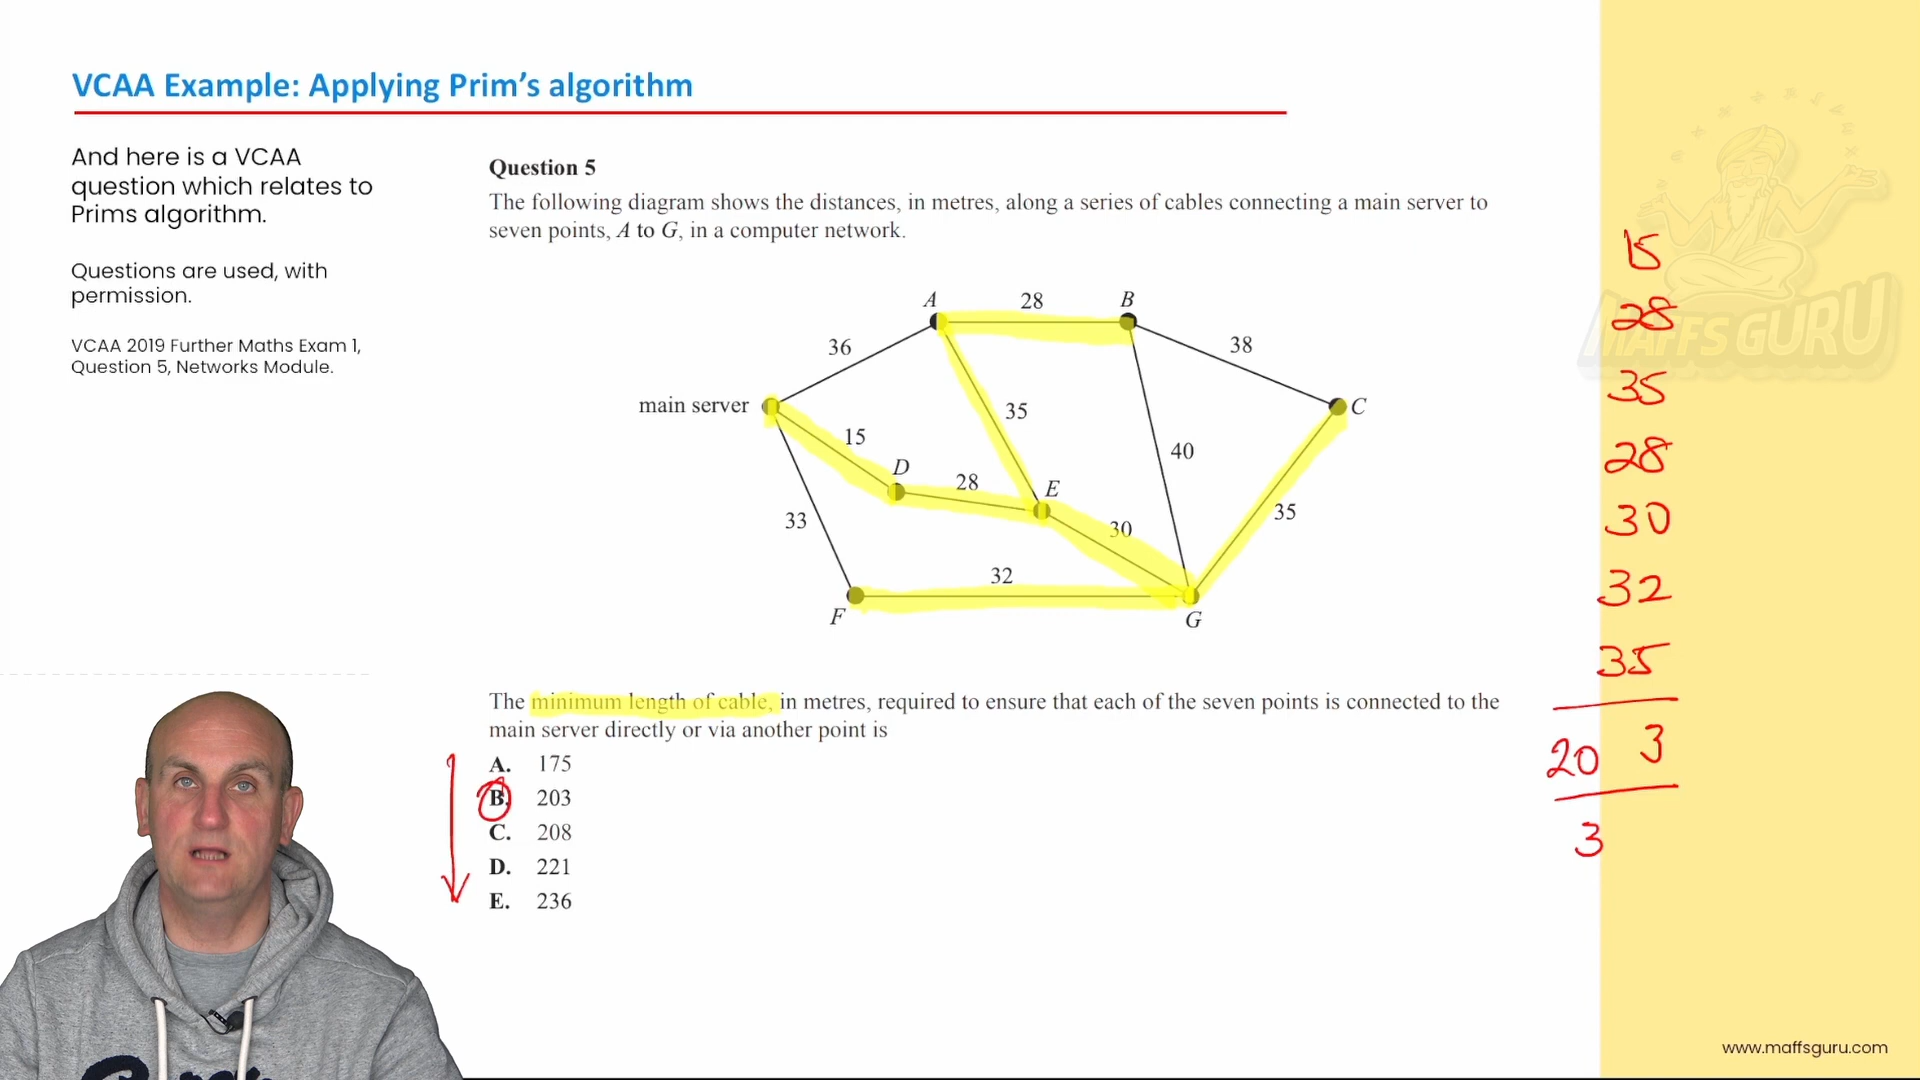 VCAA Example: Applying Prim's algorithm
And here is a VCAA
question which relates to
Prims algorithm.
Questions are used, with
permission.
VCAA 2019 Further Maths Exam 1,
Question 5, Networks Module.
Question 5
The following diagram shows the distances, in metres, along a series of cables connecting a main server to
seven points, A to G, in a computer network.
A
28
B
36
38
main server
C
35
15
40
D
28
E
33
30
35
32
F
G
The minimum length of cable, in metres, required to ensure that each of the seven points is connected to the
main server directly or via another point is
A. 175
B. 203
C. 208
D. 221
E. 236
MAFFS GURU
15
28
35
28
30
32
35
20 3
3
www.maffsguru.com